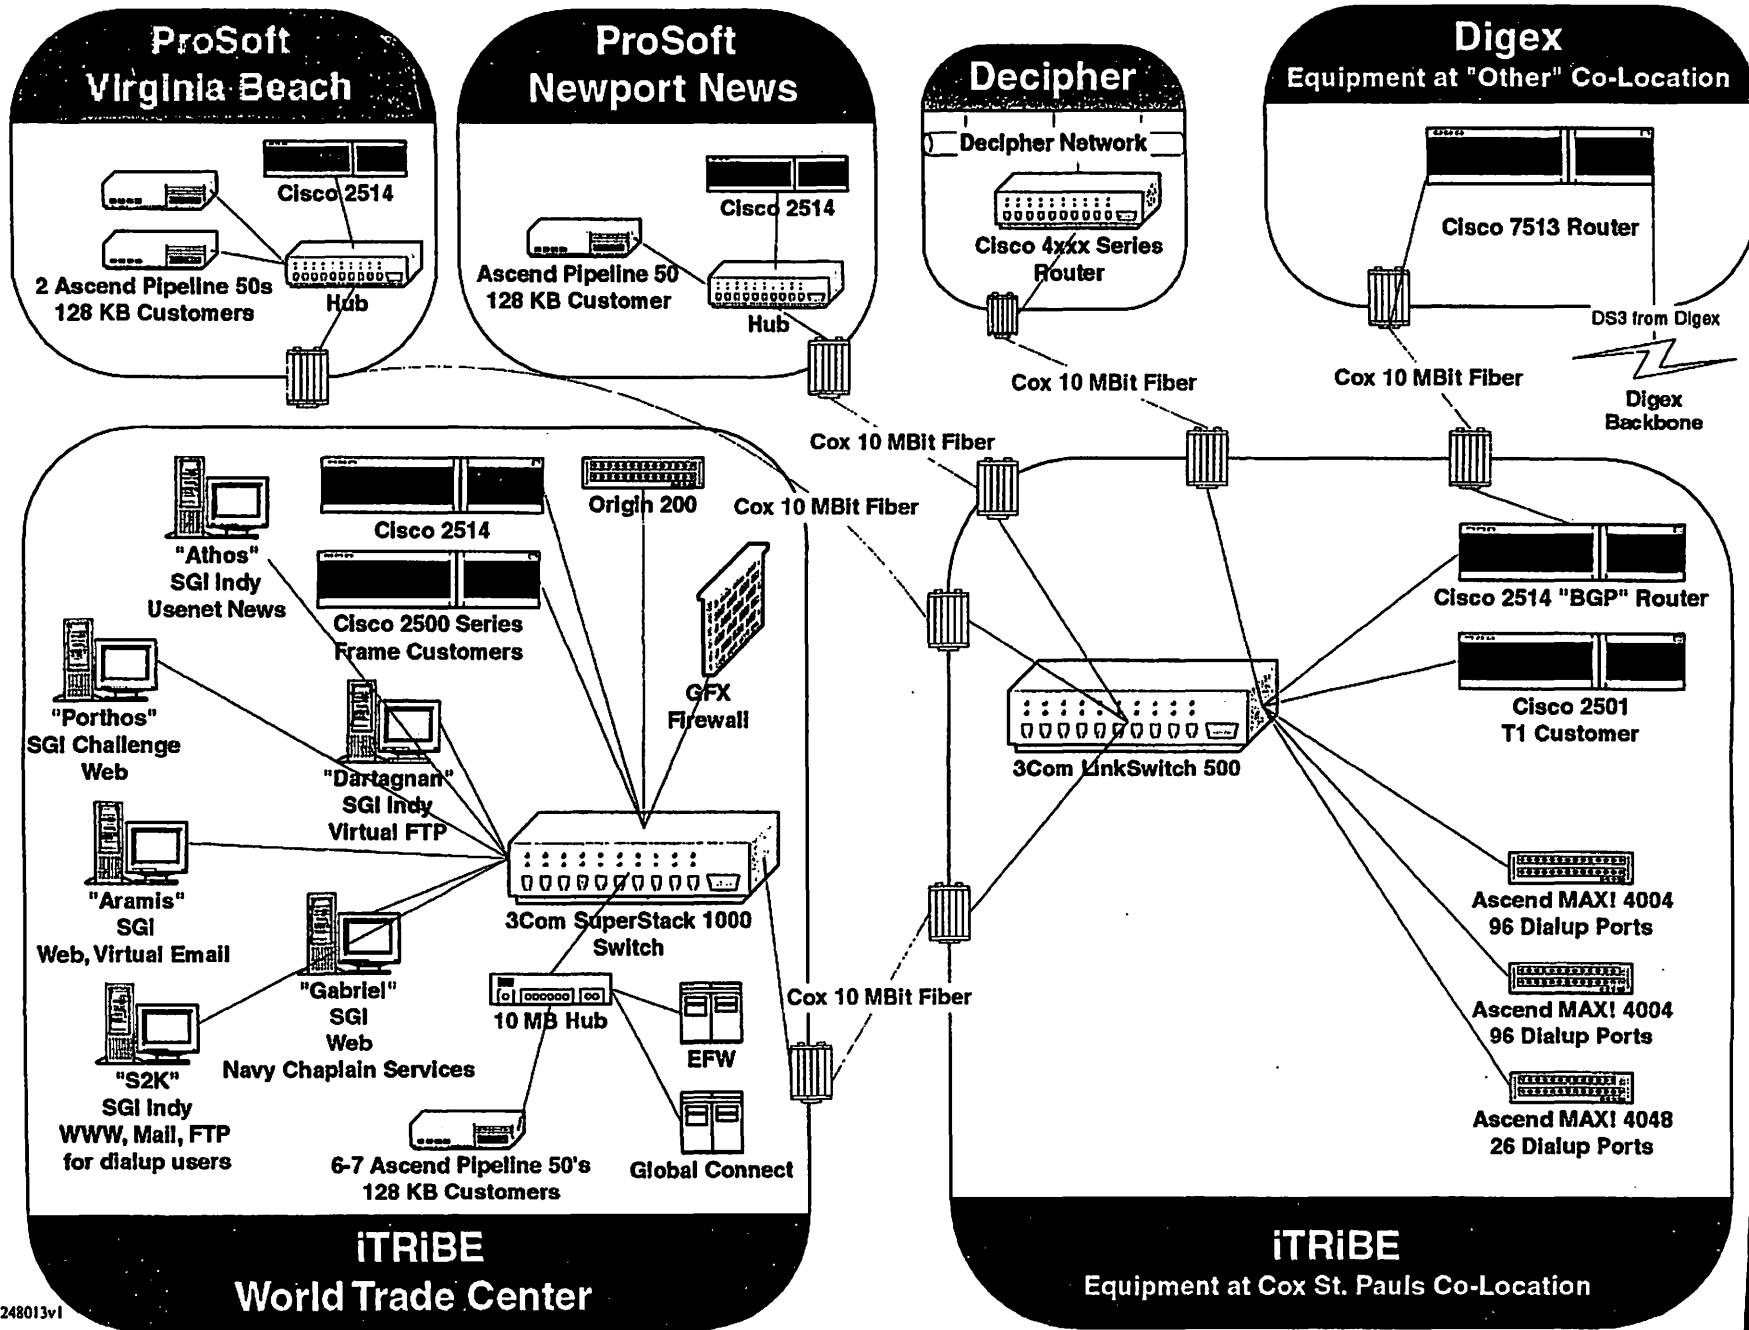 ProSoft
Virginia Beach
Cisco 2514
2 Ascend Pipeline 50s
128 KB Customers
Hub
ProSoft
Newport News
Cisco 2514
Ascend Pipeline 50
128 KB Customer
Hub
Decipher
Decipher Network
Cisco 4xxx Series
Router
Digex
Equipment at "Other" Co-Location
Cisco 7513 Router
DS3 from Digex
Digex
Backbone
Cox 10 MBit Fiber
Cox 10 MBit Fiber
Cox 10 MBit Fiber
Cox 10 MBit Fiber
Cox 10 MBit Fiber
"Athos"
SGI Indy
Usenet News
Cisco 2514
Cisco 2500 Series
Frame Customers
Origin 200
GFX
Firewall
"Porthos"
SGI Challenge
Web
"Dartagnan"
SGI Indy
Virtual FTP
"Aramis"
SGI
Web, Virtual Email
"Gabriel"
SGI
Web
Navy Chaplain Services
"S2K"
SGI Indy
WWW, Mail, FTP
for dialup users
3Com SuperStack 1000
Switch
10 MB Hub
EFW
Global Connect
6-7 Ascend Pipeline 50's
128 KB Customers
iTRiBE
World Trade Center
Cisco 2514 "BGP" Router
Cisco 2501
T1 Customer
3Com LinkSwitch 500
Ascend MAX! 4004
96 Dialup Ports
Ascend MAX! 4004
96 Dialup Ports
Ascend MAX! 4048
26 Dialup Ports
iTRiBE
Equipment at Cox St. Pauls Co-Location
248013v1